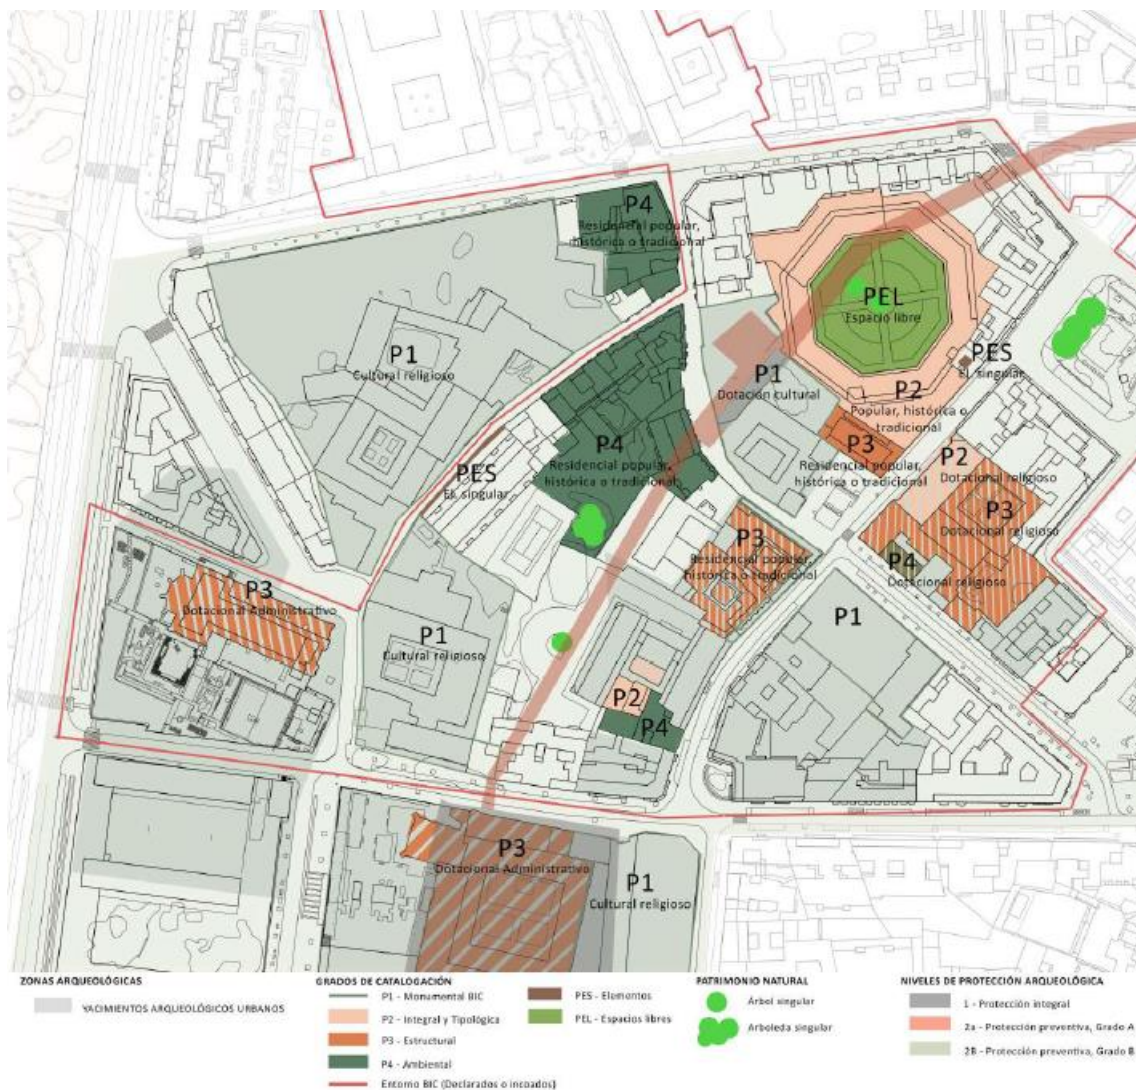 P4
Residencial popular,
histórica o tradicional
PEL
Espacio libre
P1
Cultural religioso
PES
EL singular
P1
Dotación cultural
P2
Popular, histórica o
tradicional
P3
Residencial popular,
histórica o tradicional
P4
Residencial popular,
histórica o tradicional
PES
EL singular
P2
Dotacional religioso
P3
Dotacional religioso
P3
Residencial popular,
histórica o tradicional
P4
Dotacional religioso
P3
Dotacional Administrativo
P1
P1
Cultural religioso
P2
P4
P3
Dotacional Administrativo
P1
Cultural religioso
ZONAS ARQUEOLÓGICAS
YACIMIENTOS ARQUEOLÓGICOS URBANOS
GRADOS DE CATALOGACIÓN
P1 - Monumental BIC
P2 - Integral y Tipológica
P3 - Estructural
P4 - Ambiental
Entorno BIC (Declarados o incoados)
PES - Elementos
PEL - Espacios libres
PATRIMONIO NATURAL
Árbol singular
Arboleda singular
NIVELES DE PROTECCIÓN ARQUEOLÓGICA
1 - Protección integral
2a - Protección preventiva, Grado A
2B - Protección preventiva, Grado B